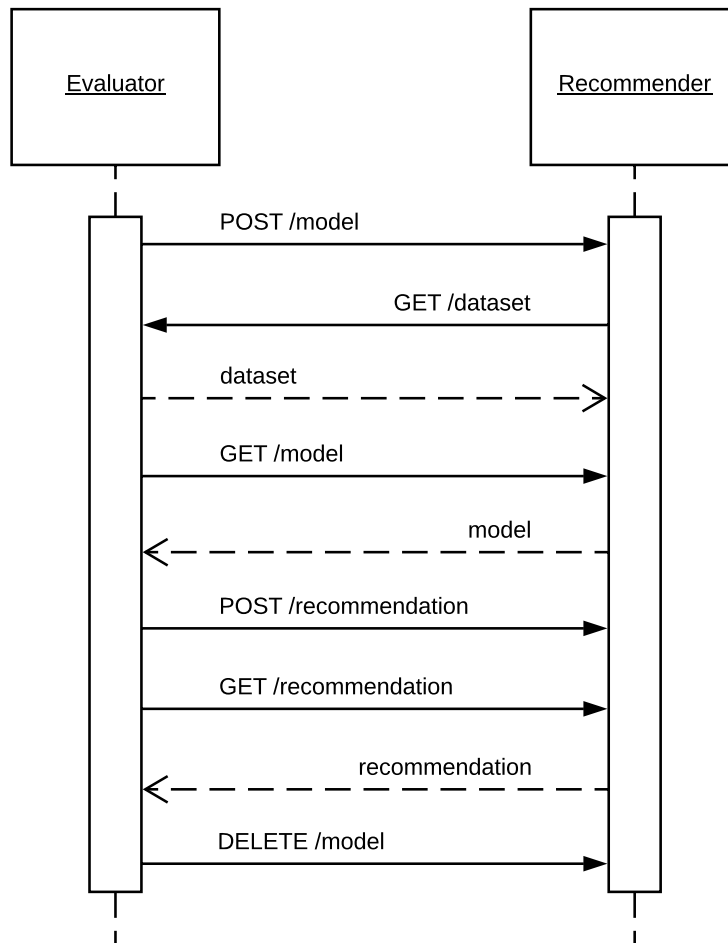 Evaluator
Recommender
POST /model
GET /dataset
dataset
GET /model
model
POST /recommendation
GET /recommendation
recommendation
DELETE /model